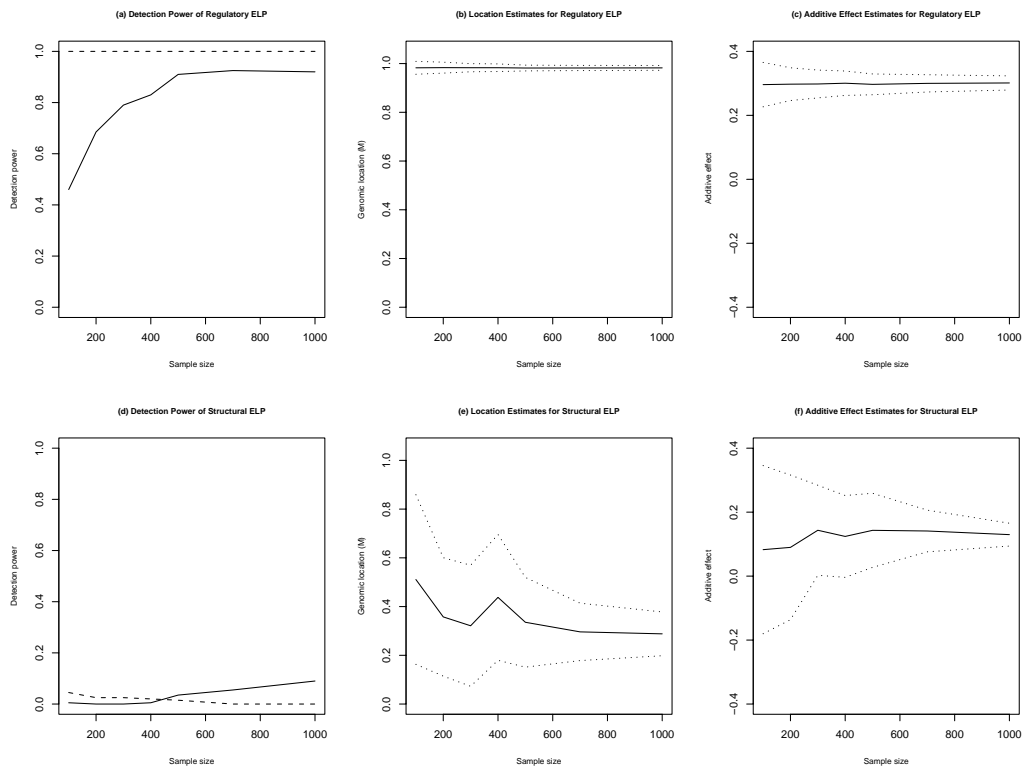 (a) Detection Power of Regulatory ELP
Detection power
0.0 0.2 0.4 0.6 0.8 1.0
200 400 600 800 1000
Sample size
(b) Location Estimates for Regulatory ELP
Genomic location (M)
0.0 0.2 0.4 0.6 0.8 1.0
200 400 600 800 1000
Sample size
(c) Additive Effect Estimates for Regulatory ELP
Additive effect
−0.4 −0.2 0.0 0.2 0.4
200 400 600 800 1000
Sample size
(d) Detection Power of Structural ELP
Detection power
0.0 0.2 0.4 0.6 0.8 1.0
200 400 600 800 1000
Sample size
(e) Location Estimates for Structural ELP
Genomic location (M)
0.0 0.2 0.4 0.6 0.8 1.0
200 400 600 800 1000
Sample size
(f) Additive Effect Estimates for Structural ELP
Additive effect
−0.4 −0.2 0.0 0.2 0.4
200 400 600 800 1000
Sample size